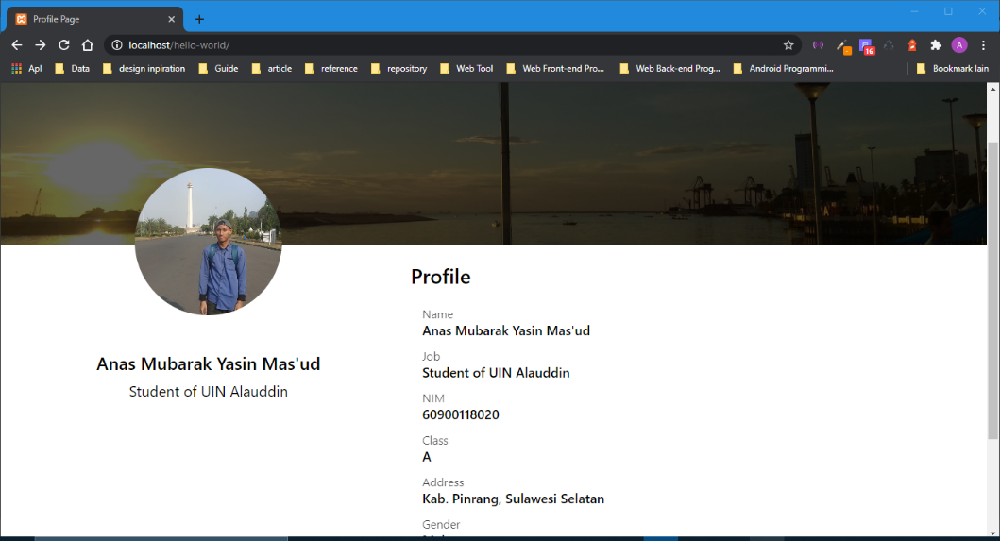 Profile Page
localhost/hello-world/
16
A
Apl Data design inpiration Guide article reference repository Web Tool Web Front-end Pro... Web Back-end Prog... Android Programmi... Bookmark lain
Anas Mubarak Yasin Mas'ud
Student of UIN Alauddin
Profile
Name
Anas Mubarak Yasin Mas'ud
Job
Student of UIN Alauddin
NIM
60900118020
Class
A
Address
Kab. Pinrang, Sulawesi Selatan
Gender